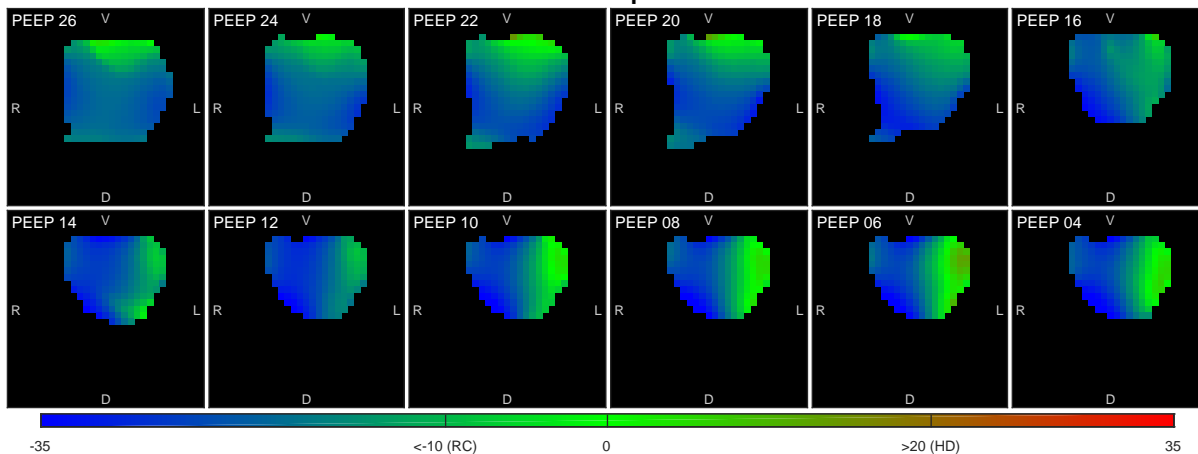 PEEP 26 V PEEP 24 V PEEP 22 V PEEP 20 V PEEP 18 V PEEP 16 V
R L R L R L R L R L R L
D D D D D D
PEEP 14 V PEEP 12 V PEEP 10 V PEEP 08 V PEEP 06 V PEEP 04 V
R L R L R L R L R L R L
D D D D D D
-35 <-10 (RC) 0 >20 (HD) 35